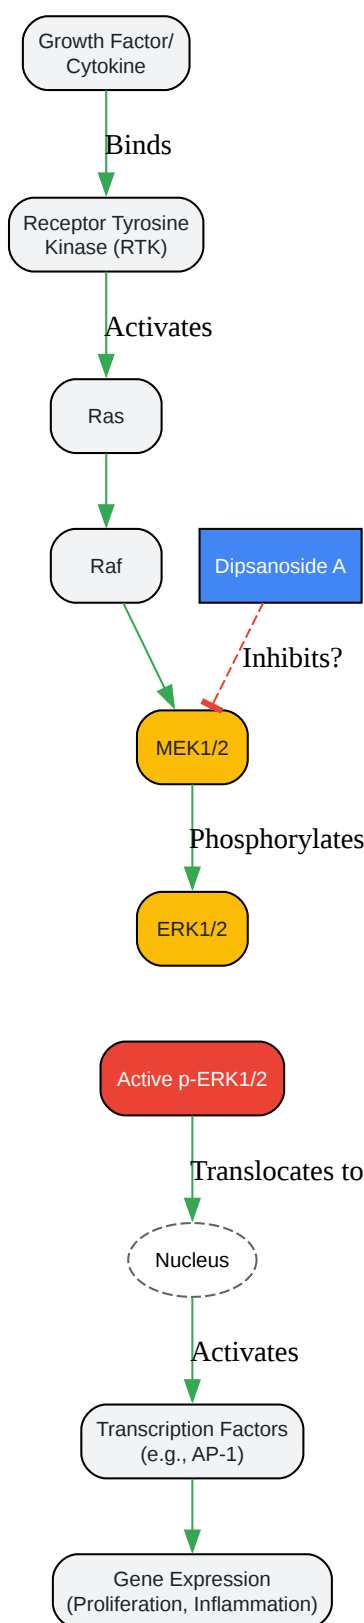 Growth Factor/
Cytokine
Binds
Receptor Tyrosine
Kinase (RTK)
Activates
Ras
Raf
Dipsanoside A
Inhibits?
MEK1/2
Phosphorylates
ERK1/2
Active p-ERK1/2
Translocates to
Nucleus
Activates
Transcription Factors
(e.g., AP-1)
Gene Expression
(Proliferation, Inflammation)